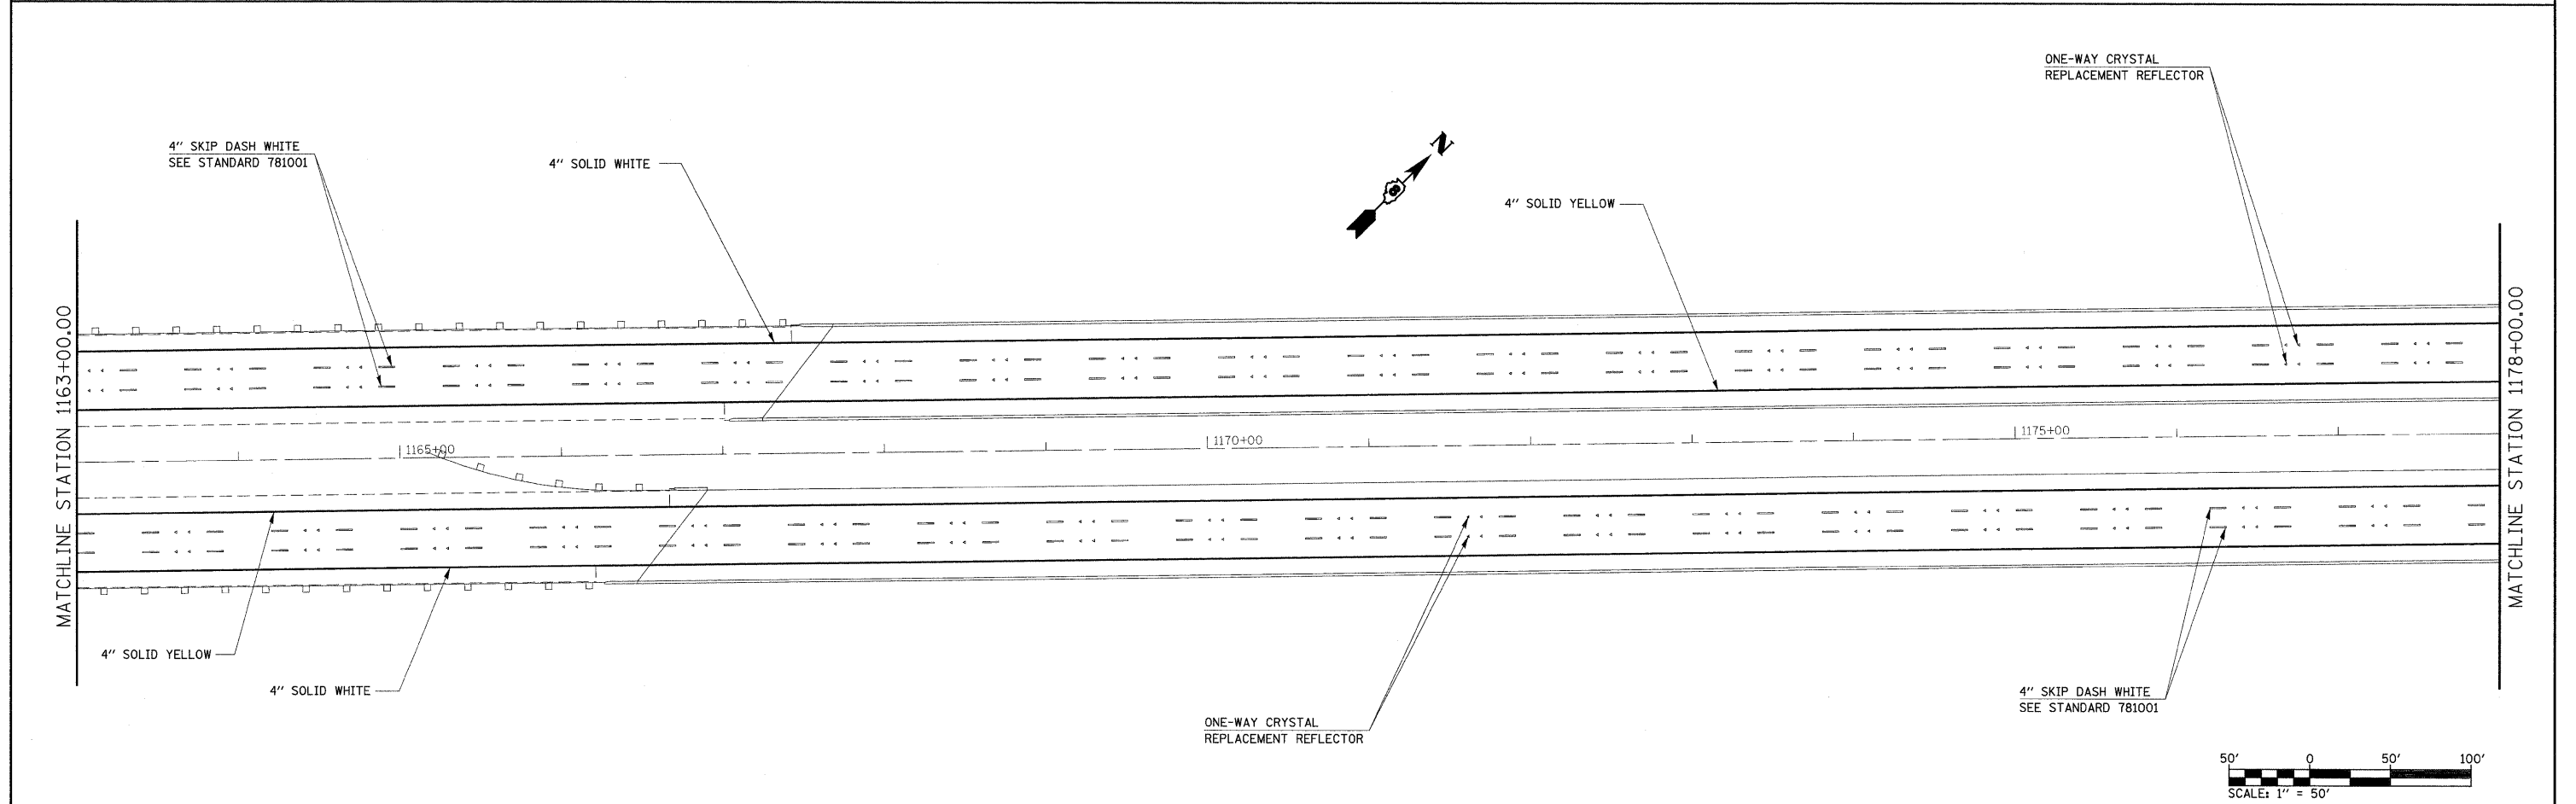 ONE-WAY CRYSTAL
REPLACEMENT REFLECTOR
4" SKIP DASH WHITE
SEE STANDARD 781001
4" SOLID WHITE
N
4" SOLID YELLOW
MATCHLINE STATION 1163+00.00
MATCHLINE STATION 1178+00.00
1165+00
1170+00
1175+00
4" SOLID YELLOW
4" SOLID WHITE
ONE-WAY CRYSTAL
REPLACEMENT REFLECTOR
4" SKIP DASH WHITE
SEE STANDARD 781001
50' 0 50' 100'
SCALE: 1" = 50'